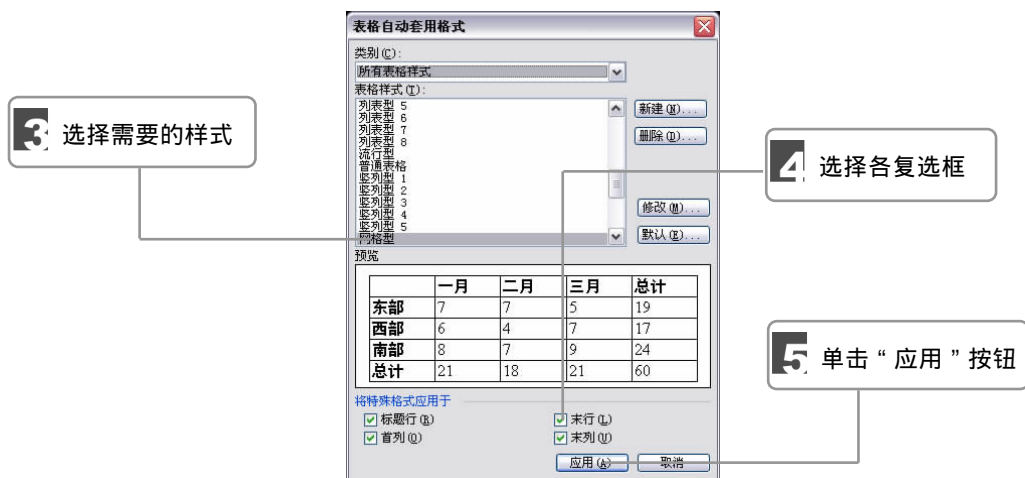 表格自动套用格式
类别(C):
所有表格样式
表格样式(T):
列表型 5
列表型 6
列表型 7
列表型 8
流行型
普通表格
竖列型 1
竖列型 2
竖列型 3
竖列型 4
竖列型 5
网格型
新建(N)...
删除(D)...
修改(M)...
默认(E)...
3 选择需要的样式
4 选择各复选框
预览
一月 二月 三月 总计
东部 7 7 5 19
西部 6 4 7 17
南部 8 7 9 24
总计 21 18 21 60
5 单击“应用”按钮
将特殊格式应用于
标题行(R) 末行(L)
首列(O) 末列(U)
应用(A) 取消